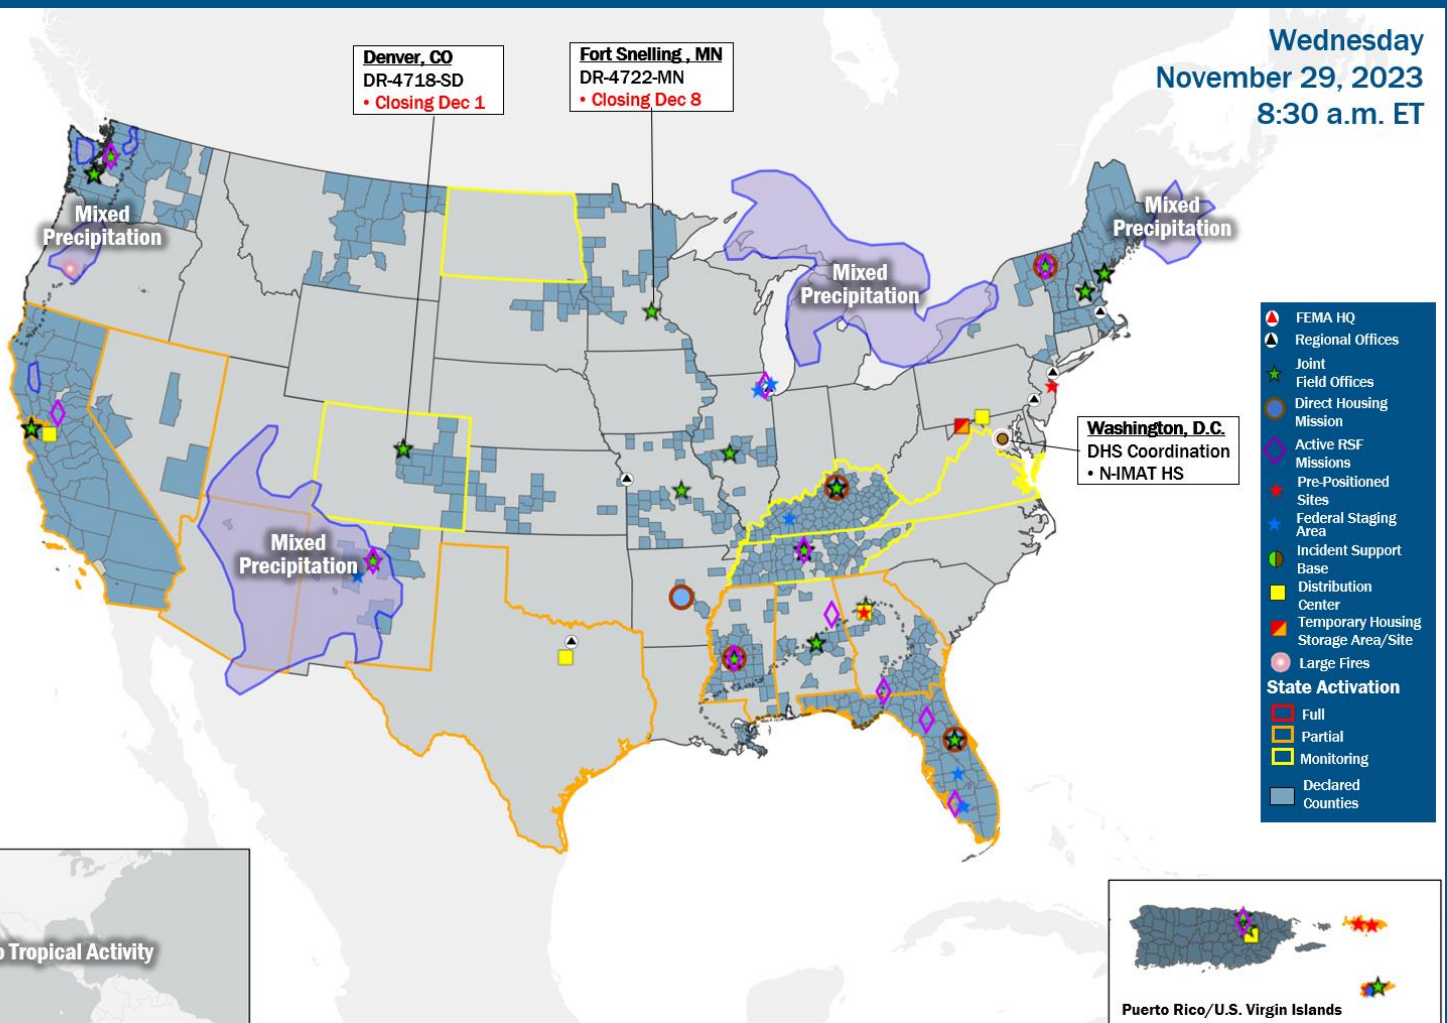 Wednesday
November 29, 2023
8:30 a.m. ET
Denver, CO
DR-4718-SD
• Closing Dec 1
Fort Snelling , MN
DR-4722-MN
• Closing Dec 8
Mixed
Precipitation
Mixed
Precipitation
Mixed
Precipitation
Mixed
Precipitation
Washington, D.C.
DHS Coordination
• N-IMAT HS
FEMA HQ
Regional Offices
Joint
Field Offices
Direct Housing
Mission
Active RSF
Missions
Pre-Positioned
Sites
Federal Staging
Area
Incident Support
Base
Distribution
Center
Temporary Housing
Storage Area/Site
Large Fires
State Activation
Full
Partial
Monitoring
Declared
Counties
Tropical Activity
Puerto Rico/U.S. Virgin Islands